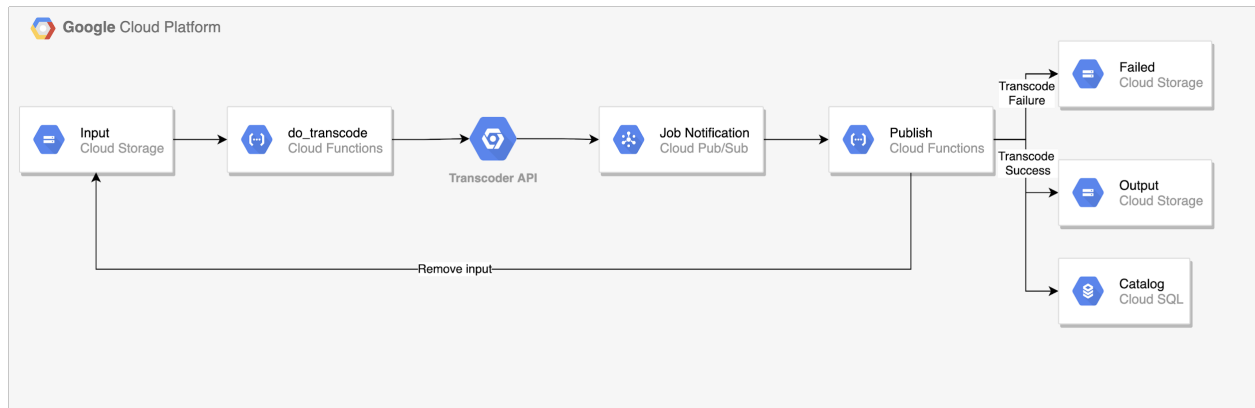 Google Cloud Platform
Input
Cloud Storage
do_transcode
Cloud Functions
Transcoder API
Job Notification
Cloud Pub/Sub
Publish
Cloud Functions
Transcode
Failure
Failed
Cloud Storage
Transcode
Success
Output
Cloud Storage
Catalog
Cloud SQL
Remove input